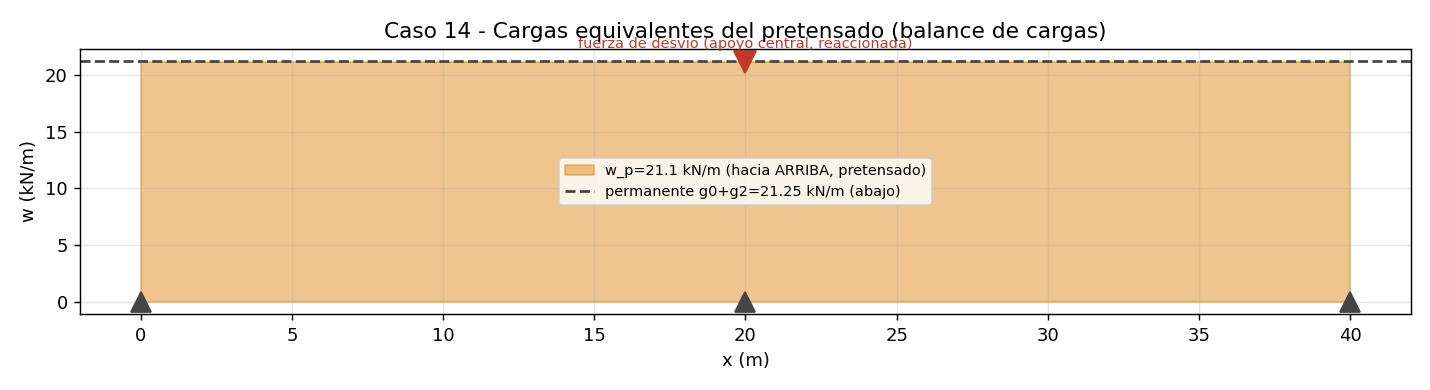 Caso 14 - Cargas equivalentes del pretensado (balance de cargas)
fuerza de desvío (apoyo central, reaccionada)
20
15
10
5
0
w (kN/m)
w_p=21.1 kN/m (hacia ARRIBA, pretensado)
permanente g0+g2=21.25 kN/m (abajo)
0 5 10 15 20 25 30 35 40
x (m)